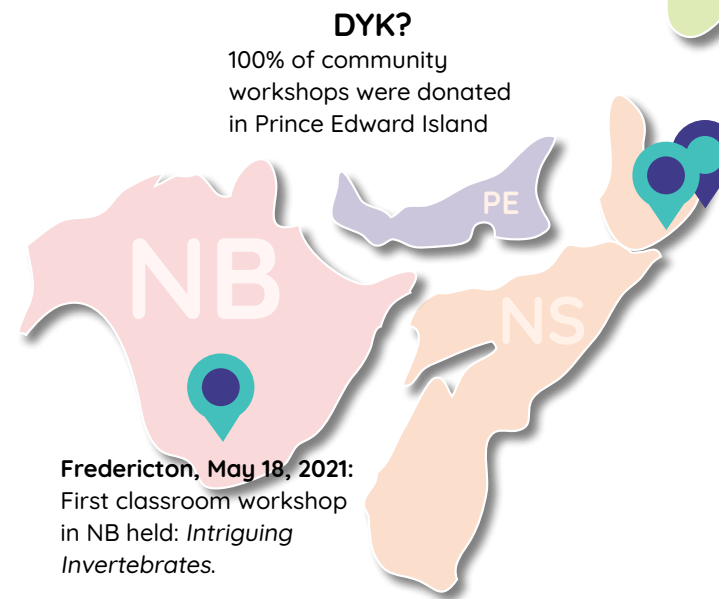 DYK?
100% of community
workshops were donated
in Prince Edward Island
PE
NB
NS
Fredericton, May 18, 2021:
First classroom workshop
in NB held: Intriguing
Invertebrates.